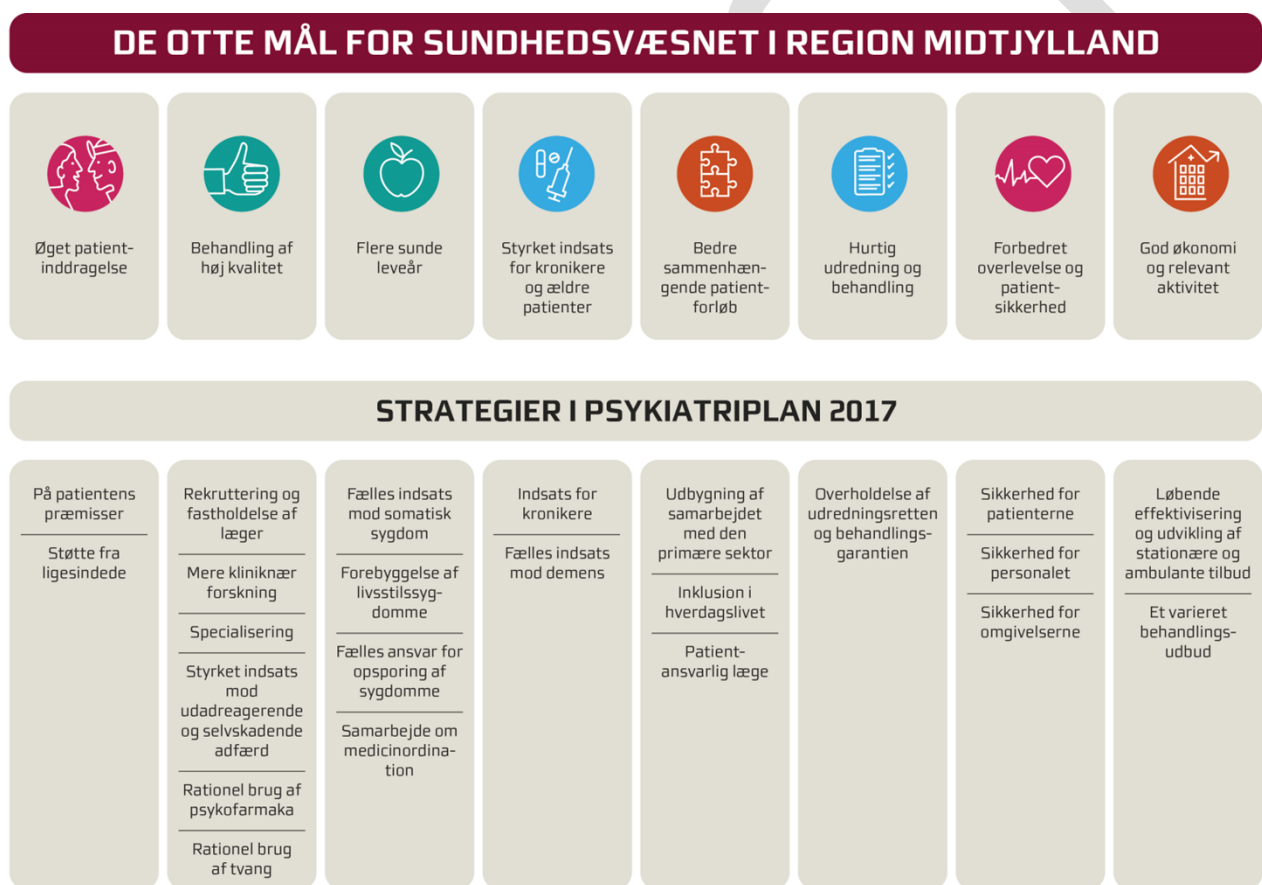 DE OTTE MÅL FOR SUNDHEDSVÆSNET I REGION MIDTJYLLAND
Øget patient-
inddragelse
Behandling af
høj kvalitet
Flere sunde
leveår
Styrket indsats
for kronikere
og ældre
patienter
Bedre
sammenhæn-
gende patient-
forløb
Hurtig
udredning og
behandling
Forbedret
overlevelse og
patient-
sikkerhed
God økonomi
og relevant
aktivitet
STRATEGIER I PSYKIATRIPLAN 2017
På patientens
præmisser
Støtte fra
ligesindede
Rekruttering og
fastholdelse af
læger
Mere kliniknær
forskning
Specialisering
Styrket indsats
mod
udadreagerende
og selvskadende
adfærd
Rationel brug af
psykofarmaka
Rationel brug
af tvang
Fælles indsats
mod somatisk
sygdom
Forebyggelse af
livsstilssyg-
domme
Fælles ansvar for
opsporing af
sygdomme
Samarbejde om
medicinordina-
tion
Indsats for
kronikere
Fælles indsats
mod demens
Udbygning af
samarbejdet
med den
primære sektor
Inklusion i
hverdagslivet
Patient-
ansvarlig læge
Overholdelse af
udredningsretten
og behandlings-
garantien
Sikkerhed for
patienterne
Sikkerhed for
personalet
Sikkerhed for
omgivelserne
Løbende
effektivisering
og udvikling af
stationære og
ambulante tilbud
Et varieret
behandlings-
udbud